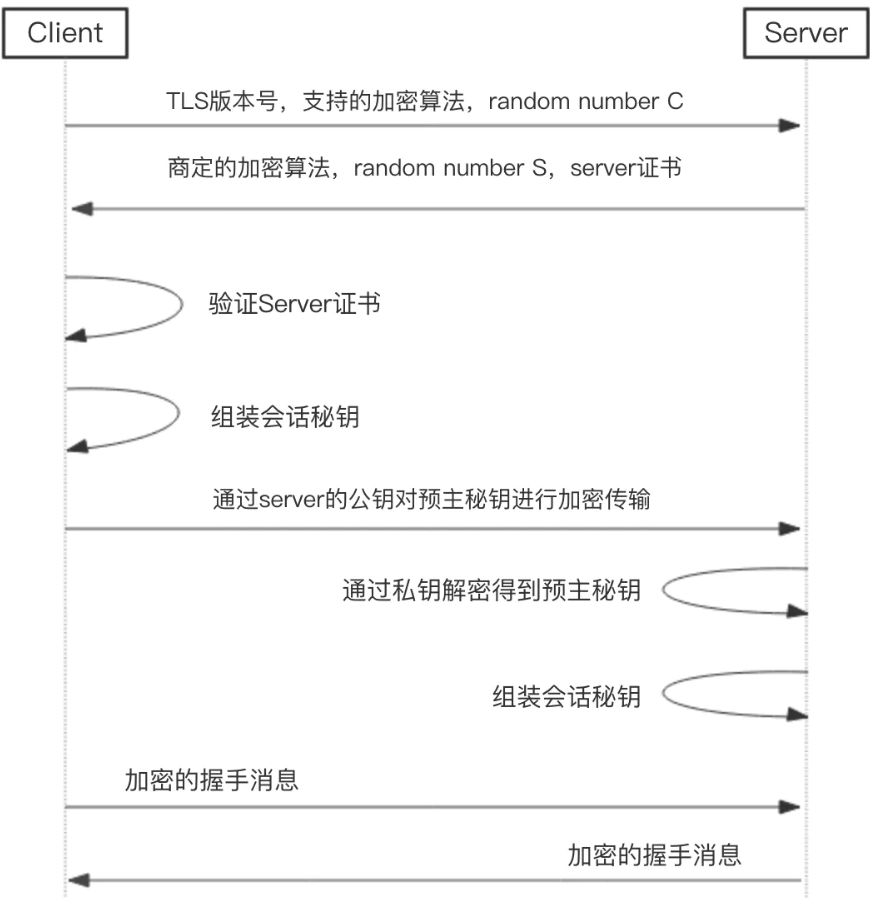 Client
Server
TLS版本号，支持的加密算法，random number C
商定的加密算法，random number S，server证书
验证Server证书
组装会话秘钥
通过server的公钥对预主秘钥进行加密传输
通过私钥解密得到预主秘钥
组装会话秘钥
加密的握手消息
加密的握手消息